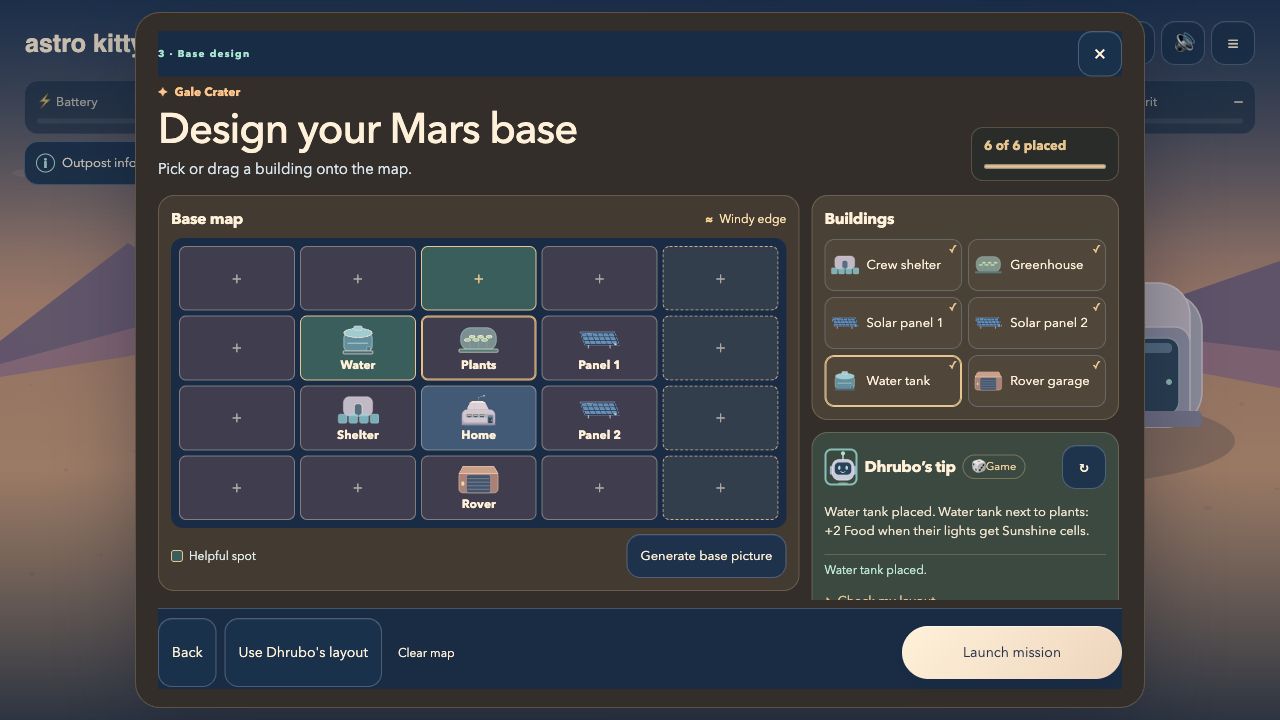 astro kitty
⚡ Battery
Outpost info
rit
3 · Base design
✦ Gale Crater
Design your Mars base
Pick or drag a building onto the map.
6 of 6 placed
Base map
≈ Windy edge
+ + + + +
+ Water Plants Panel 1 +
+ Shelter Home Panel 2 +
+ + Rover + +
Helpful spot
Generate base picture
Buildings
Crew shelter ✓
Greenhouse ✓
Solar panel 1 ✓
Solar panel 2 ✓
Water tank ✓
Rover garage ✓
Dhrubo's tip
🎲Game
Water tank placed. Water tank next to plants:
+2 Food when their lights get Sunshine cells.
Water tank placed.
Check my layout
Back
Use Dhrubo's layout
Clear map
Launch mission